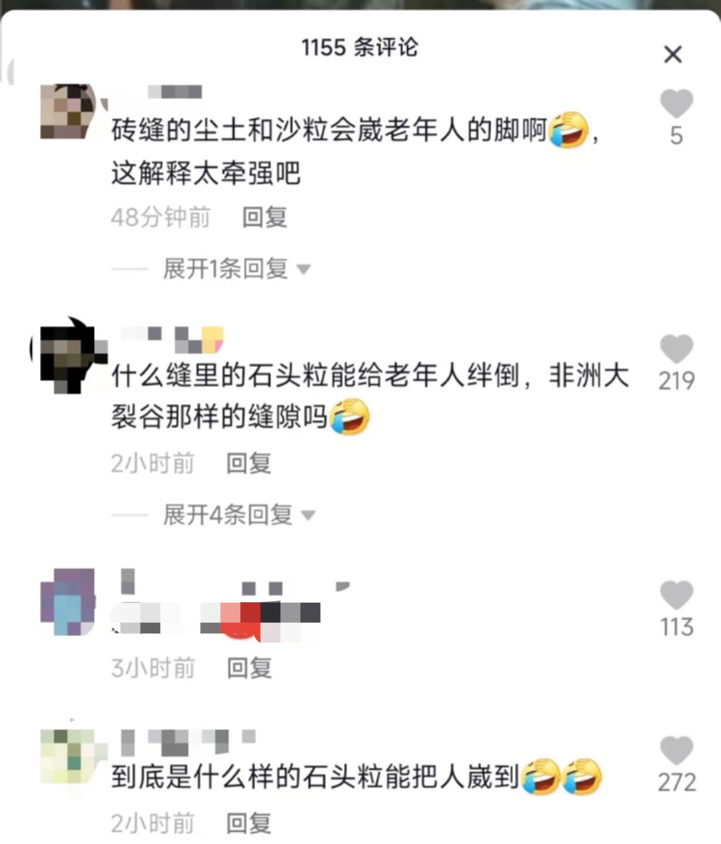 1155 条评论
砖缝的尘土和沙粒会崴老年人的脚啊🤣,
这解释太牵强吧
5
48分钟前 回复
展开1条回复
什么缝里的石头粒能给老年人绊倒，非洲大
裂谷那样的缝隙吗🤣
219
2小时前 回复
展开4条回复
113
3小时前 回复
到底是什么样的石头粒能把人崴到🤣🤣
272
2小时前 回复